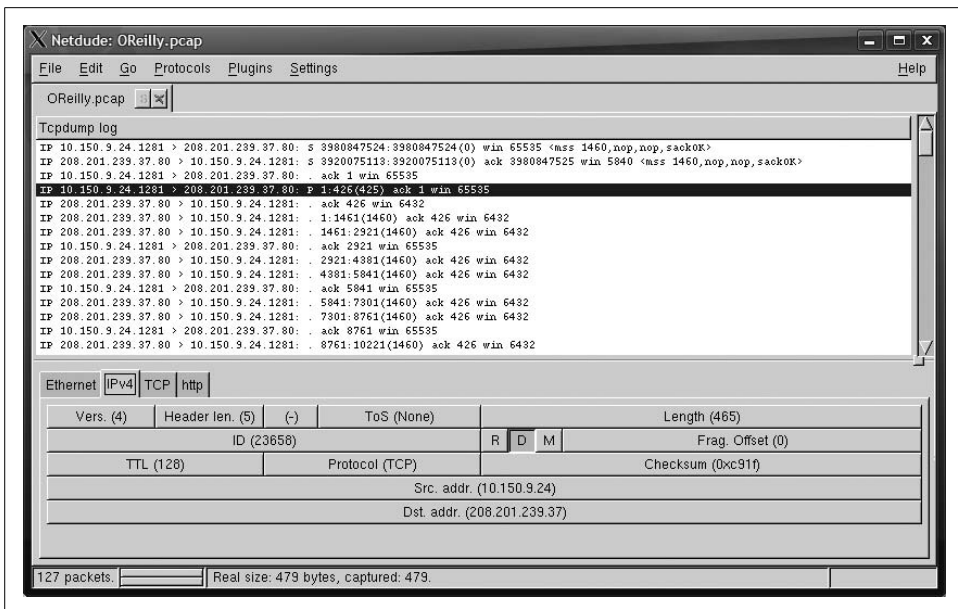 Netdude: OReilly.pcap
File Edit Go Protocols Plugins Settings Help
OReilly.pcap S
Tcpdump log
IP 10.150.9.24.1281 > 208.201.239.37.80: S 3980847524:3980847524(0) win 65535 <mss 1460,nop,nop,sackOK>
IP 208.201.239.37.80 > 10.150.9.24.1281: S 3920075113:3920075113(0) ack 3980847525 win 5840 <mss 1460,nop,nop,sackOK>
IP 10.150.9.24.1281 > 208.201.239.37.80: . ack 1 win 65535
IP 10.150.9.24.1281 > 208.201.239.37.80: P 1:426(425) ack 1 win 65535
IP 208.201.239.37.80 > 10.150.9.24.1281: . ack 426 win 6432
IP 208.201.239.37.80 > 10.150.9.24.1281: . 1:1461(1460) ack 426 win 6432
IP 208.201.239.37.80 > 10.150.9.24.1281: . 1461:2921(1460) ack 426 win 6432
IP 10.150.9.24.1281 > 208.201.239.37.80: . ack 2921 win 65535
IP 208.201.239.37.80 > 10.150.9.24.1281: . 2921:4381(1460) ack 426 win 6432
IP 208.201.239.37.80 > 10.150.9.24.1281: . 4381:5841(1460) ack 426 win 6432
IP 10.150.9.24.1281 > 208.201.239.37.80: . ack 5841 win 65535
IP 208.201.239.37.80 > 10.150.9.24.1281: . 5841:7301(1460) ack 426 win 6432
IP 208.201.239.37.80 > 10.150.9.24.1281: . 7301:8761(1460) ack 426 win 6432
IP 10.150.9.24.1281 > 208.201.239.37.80: . ack 8761 win 65535
IP 208.201.239.37.80 > 10.150.9.24.1281: . 8761:10221(1460) ack 426 win 6432
Ethernet IPv4 TCP http
Vers. (4) Header len. (5) (-) ToS (None) Length (465)
ID (23658) R D M Frag. Offset (0)
TTL (128) Protocol (TCP) Checksum (0xc91f)
Src. addr. (10.150.9.24)
Dst. addr. (208.201.239.37)
127 packets. Real size: 479 bytes, captured: 479.